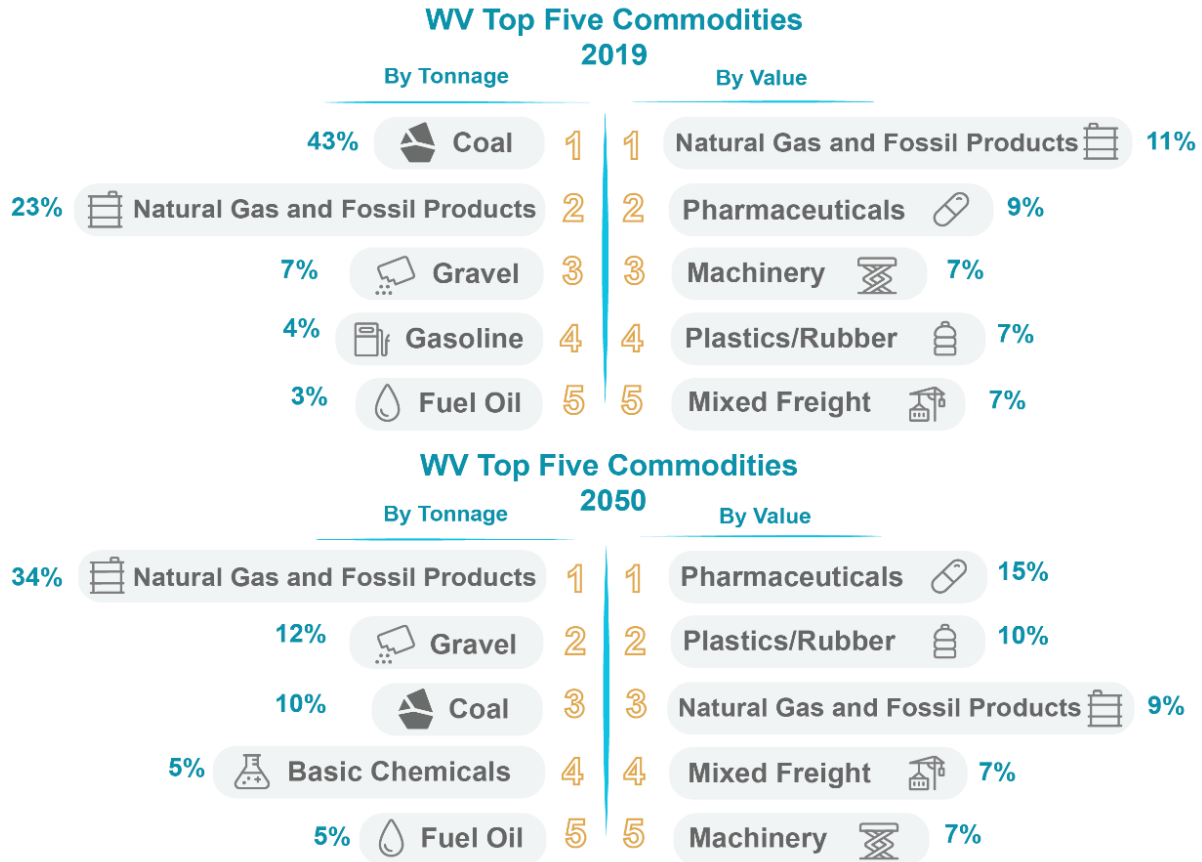 WV Top Five Commodities
2019
By Tonnage
43% Coal 1
23% Natural Gas and Fossil Products 2
7% Gravel 3
4% Gasoline 4
3% Fuel Oil 5
By Value
1 Natural Gas and Fossil Products 11%
2 Pharmaceuticals 9%
3 Machinery 7%
4 Plastics/Rubber 7%
5 Mixed Freight 7%
WV Top Five Commodities
2050
By Tonnage
34% Natural Gas and Fossil Products 1
12% Gravel 2
10% Coal 3
5% Basic Chemicals 4
5% Fuel Oil 5
By Value
1 Pharmaceuticals 15%
2 Plastics/Rubber 10%
3 Natural Gas and Fossil Products 9%
4 Mixed Freight 7%
5 Machinery 7%